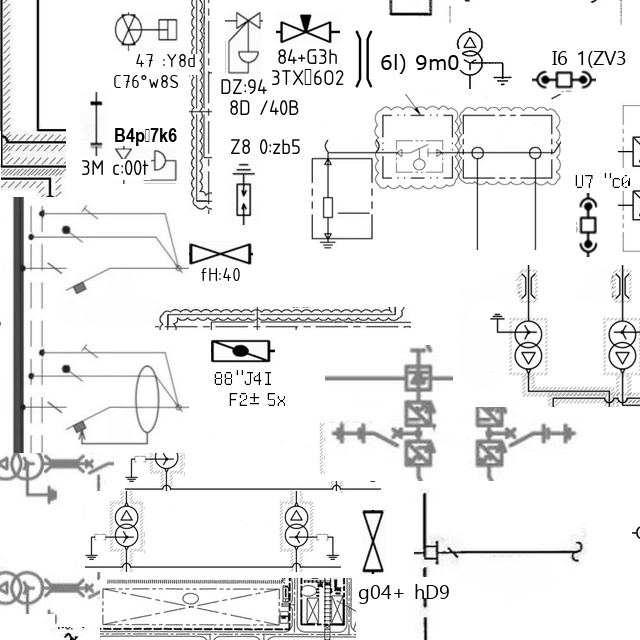 47 :Y8d
C76°w8S
DZ:94
8D /40B
84+G3h
3TX▯6O2
6l) 9m0
I6 1(ZV3
B4p▯7k6
3M c:00t
Z8 0:zb5
U7 "c0
fH:40
88"J4I
F2± 5x
g04+ hD9